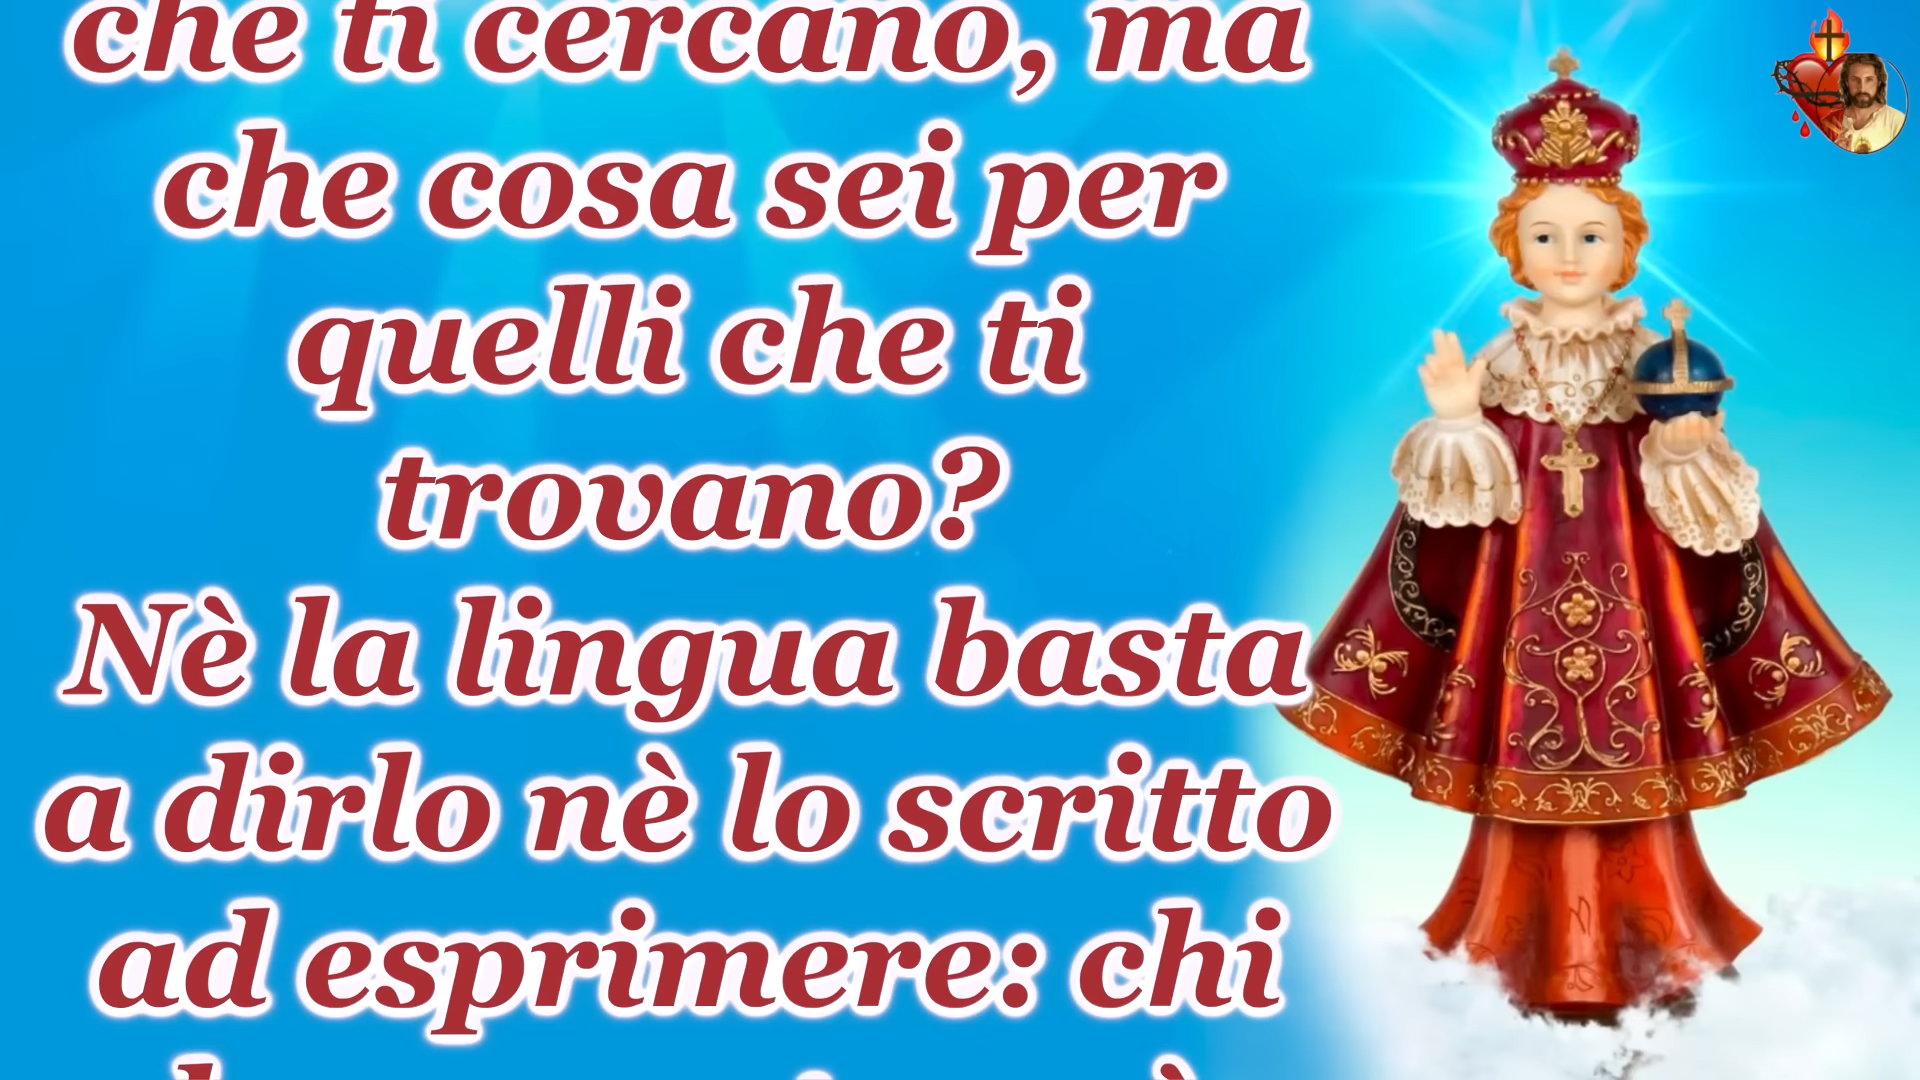 che ti cercano, ma
che cosa sei per
quelli che ti
trovano?
Nè la lingua basta
a dirlo nè lo scritto
ad esprimere: chi